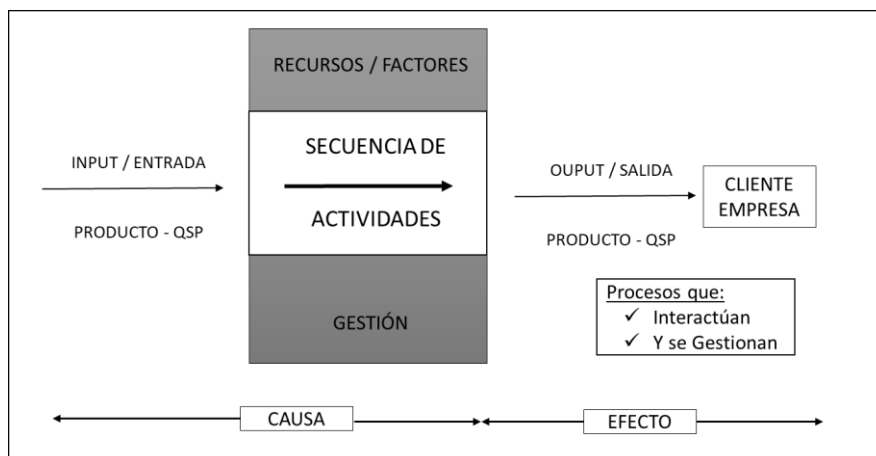 RECURSOS / FACTORES
INPUT / ENTRADA
PRODUCTO - QSP
SECUENCIA DE
ACTIVIDADES
GESTIÓN
OUPUT / SALIDA
PRODUCTO - QSP
CLIENTE
EMPRESA
Procesos que:
✓ Interactúan
✓ Y se Gestionan
CAUSA
EFECTO